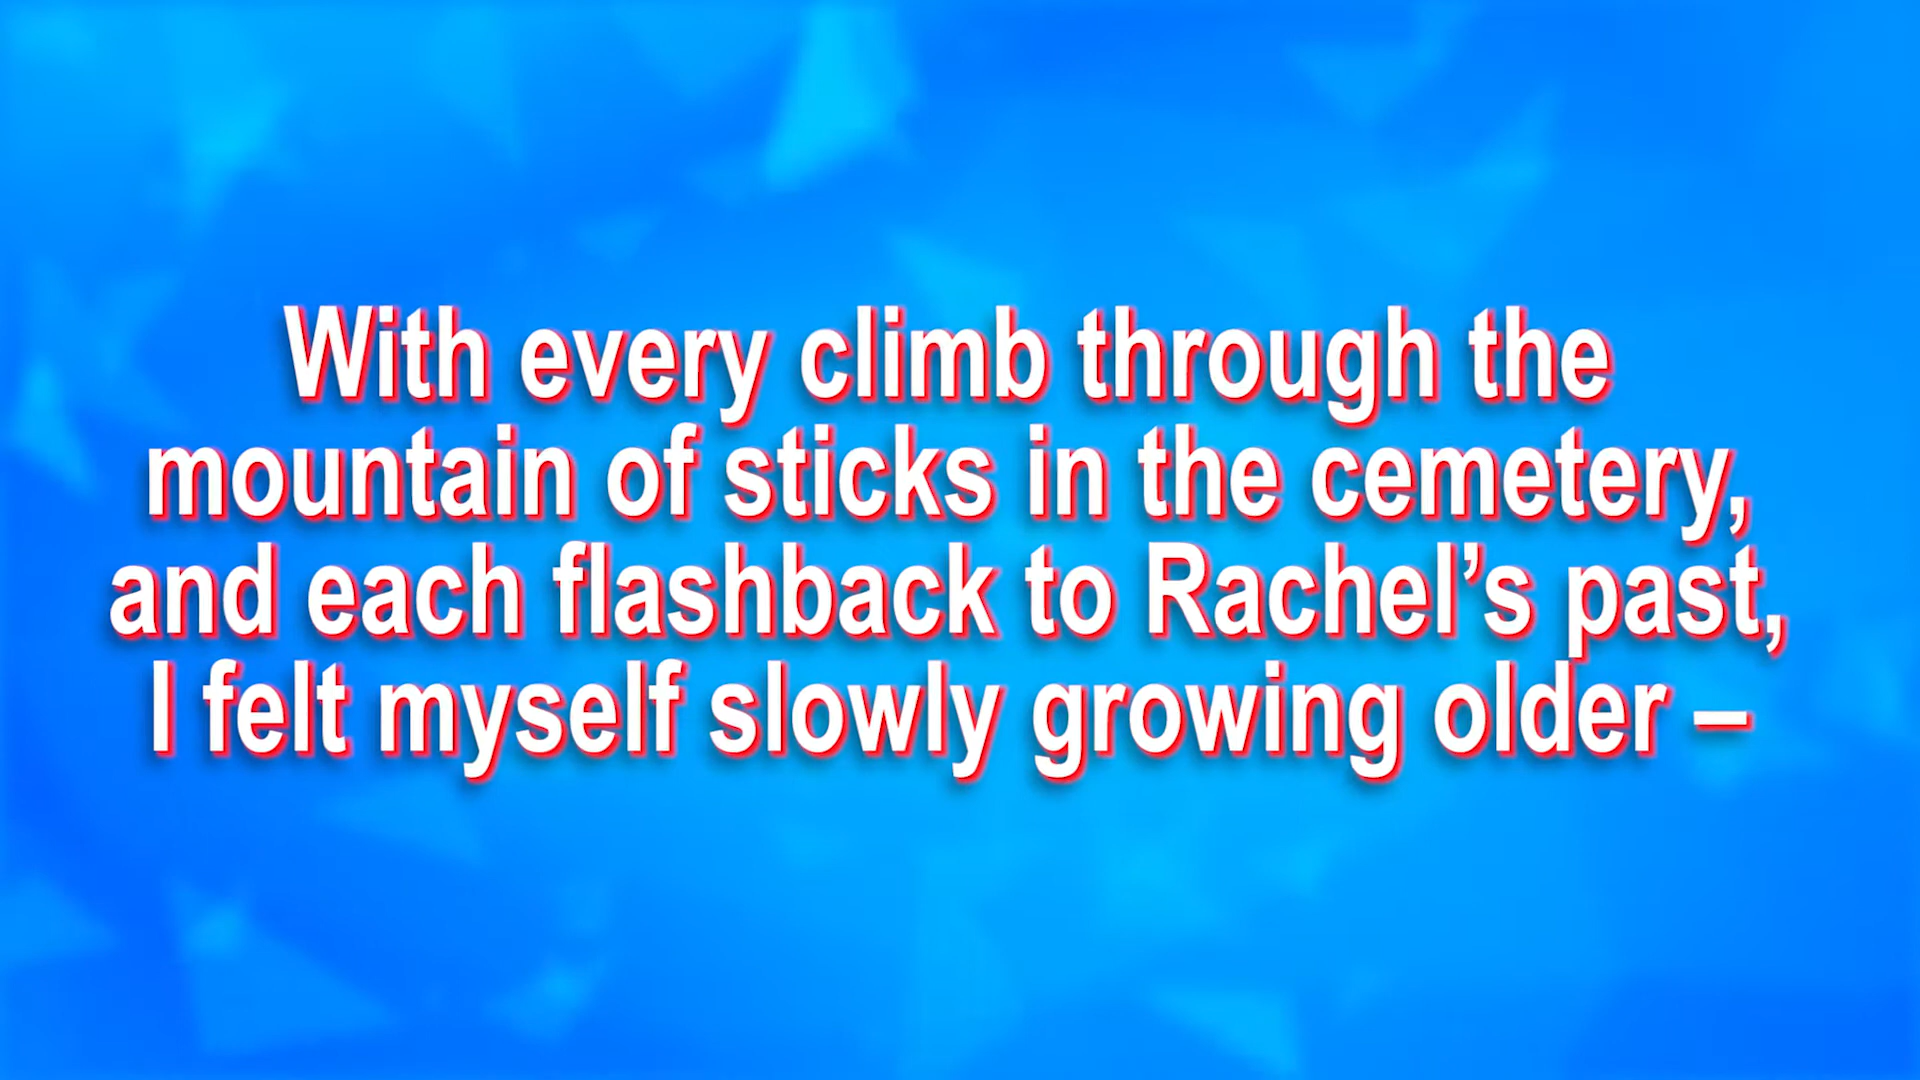 With every climb through the
mountain of sticks in the cemetery,
and each flashback to Rachel’s past,
I felt myself slowly growing older –